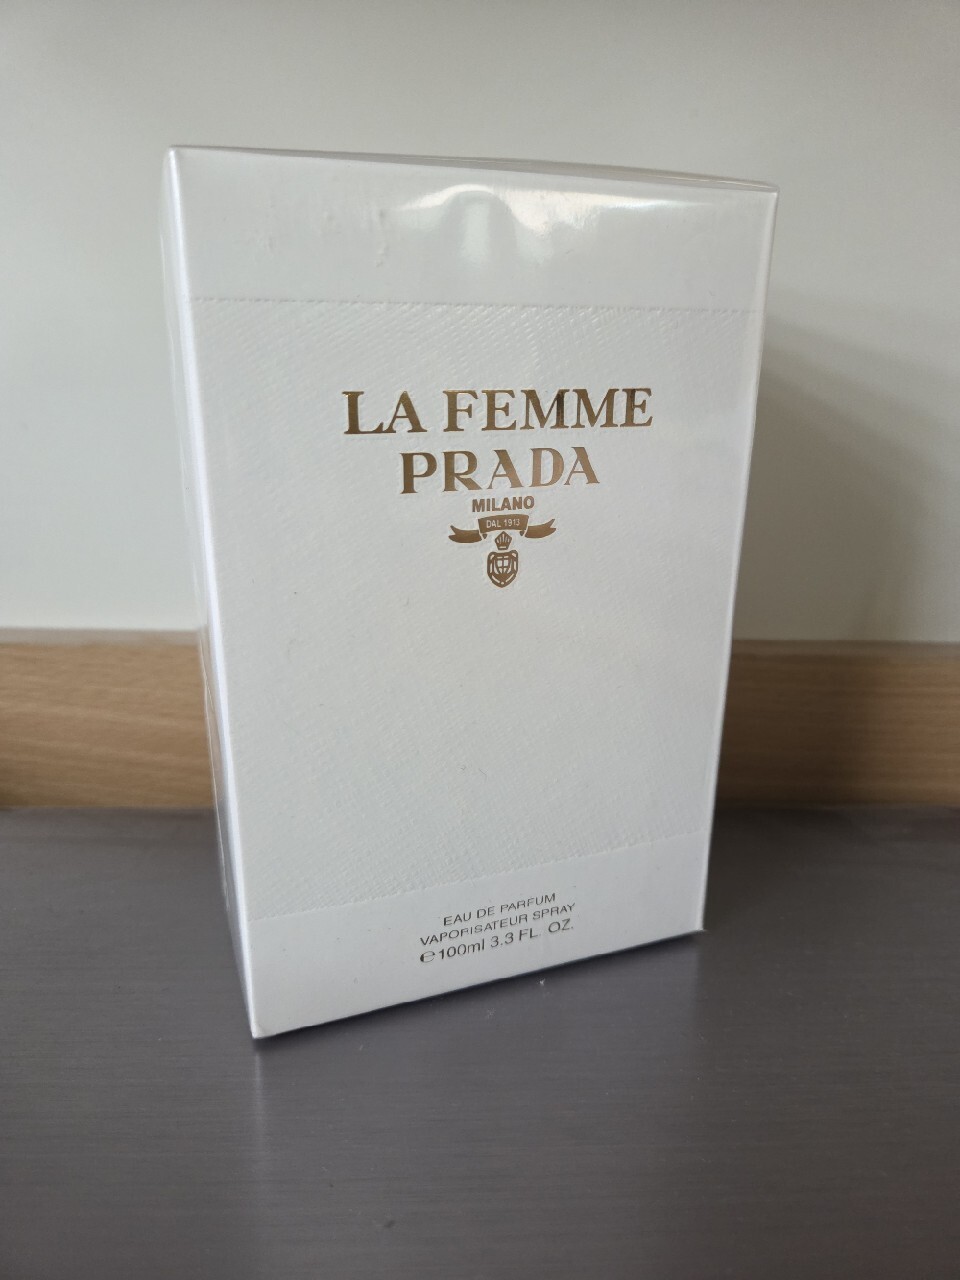 LA FEMME
PRADA
MILANO
DAL 1913
EAU DE PARFUM
VAPORISATEUR SPRAY
℮100ml 3.3 FL. OZ.